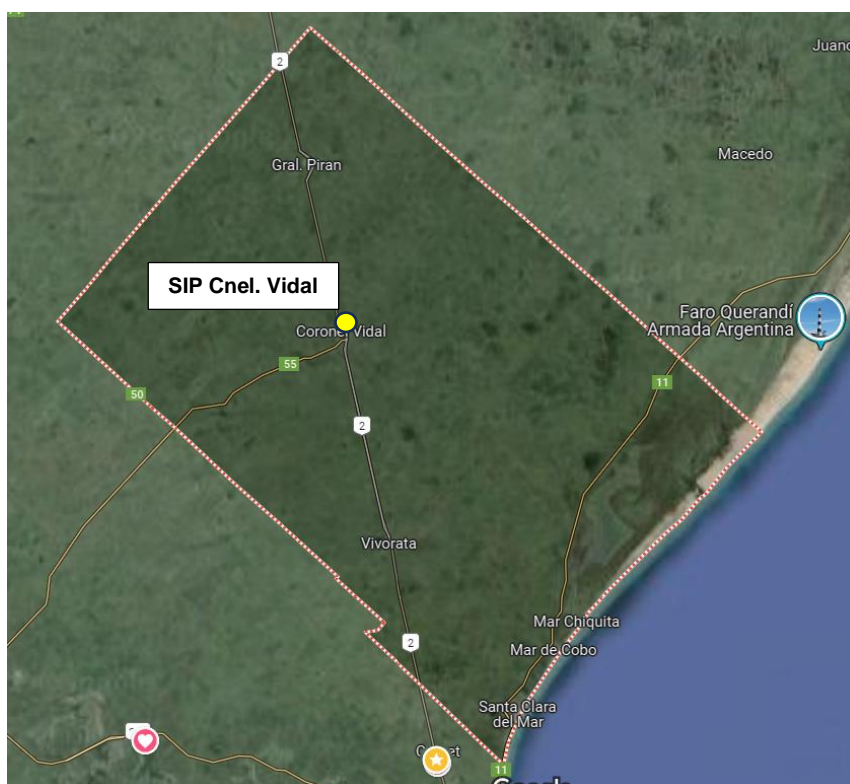 2
Juan
Gral. Piran
Macedo
SIP Cnel. Vidal
Faro Querandí
Armada Argentina
Coronel Vidal
55
11
50
2
Vivorata
Mar Chiquita
2
Mar de Cobo
Santa Clara
del Mar
11